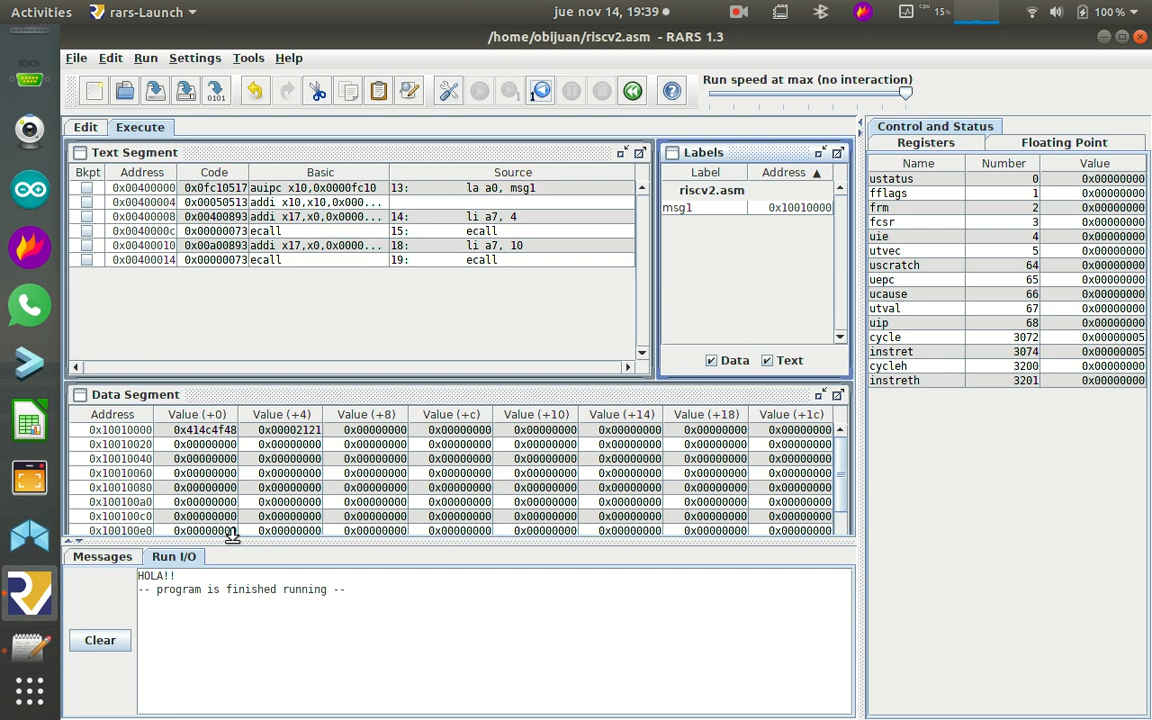 Activities rars-Launch jue nov 14, 19:39 cpu 15% 100 %
/home/obijuan/riscv2.asm - RARS 1.3
File Edit Run Settings Tools Help
Run speed at max (no interaction)
Edit Execute
Text Segment
Bkpt Address Code Basic Source
0x00400000 0x0fc10517 auipc x10,0x0000fc10 13: la a0, msg1
0x00400004 0x00050513 addi x10,x10,0x000...
0x00400008 0x00400893 addi x17,x0,0x0000... 14: li a7, 4
0x0040000c 0x00000073 ecall 15: ecall
0x00400010 0x00a00893 addi x17,x0,0x0000... 18: li a7, 10
0x00400014 0x00000073 ecall 19: ecall
Labels
Label Address ▲
riscv2.asm
msg1 0x10010000
Data Text
Data Segment
Address Value (+0) Value (+4) Value (+8) Value (+c) Value (+10) Value (+14) Value (+18) Value (+1c)
0x10010000 0x414c4f48 0x00002121 0x00000000 0x00000000 0x00000000 0x00000000 0x00000000 0x00000000
0x10010020 0x00000000 0x00000000 0x00000000 0x00000000 0x00000000 0x00000000 0x00000000 0x00000000
0x10010040 0x00000000 0x00000000 0x00000000 0x00000000 0x00000000 0x00000000 0x00000000 0x00000000
0x10010060 0x00000000 0x00000000 0x00000000 0x00000000 0x00000000 0x00000000 0x00000000 0x00000000
0x10010080 0x00000000 0x00000000 0x00000000 0x00000000 0x00000000 0x00000000 0x00000000 0x00000000
0x100100a0 0x00000000 0x00000000 0x00000000 0x00000000 0x00000000 0x00000000 0x00000000 0x00000000
0x100100c0 0x00000000 0x00000000 0x00000000 0x00000000 0x00000000 0x00000000 0x00000000 0x00000000
0x100100e0 0x00000000 0x00000000 0x00000000 0x00000000 0x00000000 0x00000000 0x00000000 0x00000000
Messages Run I/O
HOLA!!
-- program is finished running --
Clear
Control and Status
Registers Floating Point
Name Number Value
ustatus 0 0x00000000
fflags 1 0x00000000
frm 2 0x00000000
fcsr 3 0x00000000
uie 4 0x00000000
utvec 5 0x00000000
uscratch 64 0x00000000
uepc 65 0x00000000
ucause 66 0x00000000
utval 67 0x00000000
uip 68 0x00000000
cycle 3072 0x00000005
instret 3074 0x00000005
cycleh 3200 0x00000000
instreth 3201 0x00000000